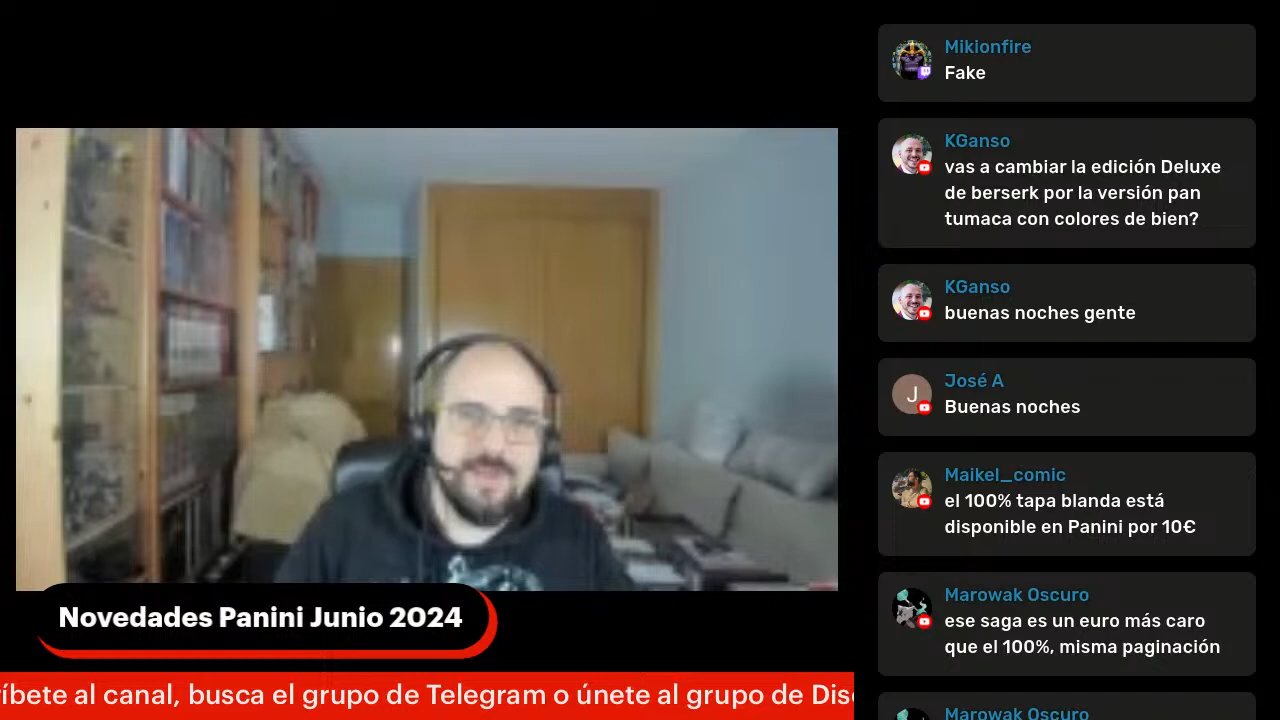 Mikionfire
Fake
KGanso
vas a cambiar la edición Deluxe
de berserk por la versión pan
tumaca con colores de bien?
KGanso
buenas noches gente
J
José A
Buenas noches
Maikel_comic
el 100% tapa blanda está
disponible en Panini por 10€
Marowak Oscuro
ese saga es un euro más caro
que el 100%, misma paginación
Marowak Oscuro
Novedades Panini Junio 2024
íbete al canal, busca el grupo de Telegram o únete al grupo de Dis